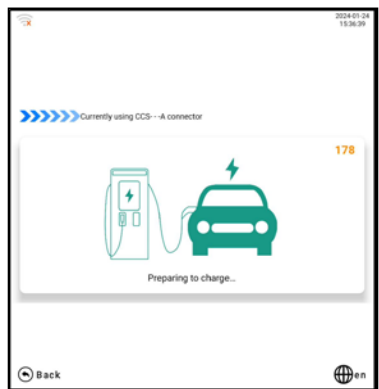 2024-01-24
15:36:39
Currently using CCS---A connector
178
Preparing to charge...
Back
en